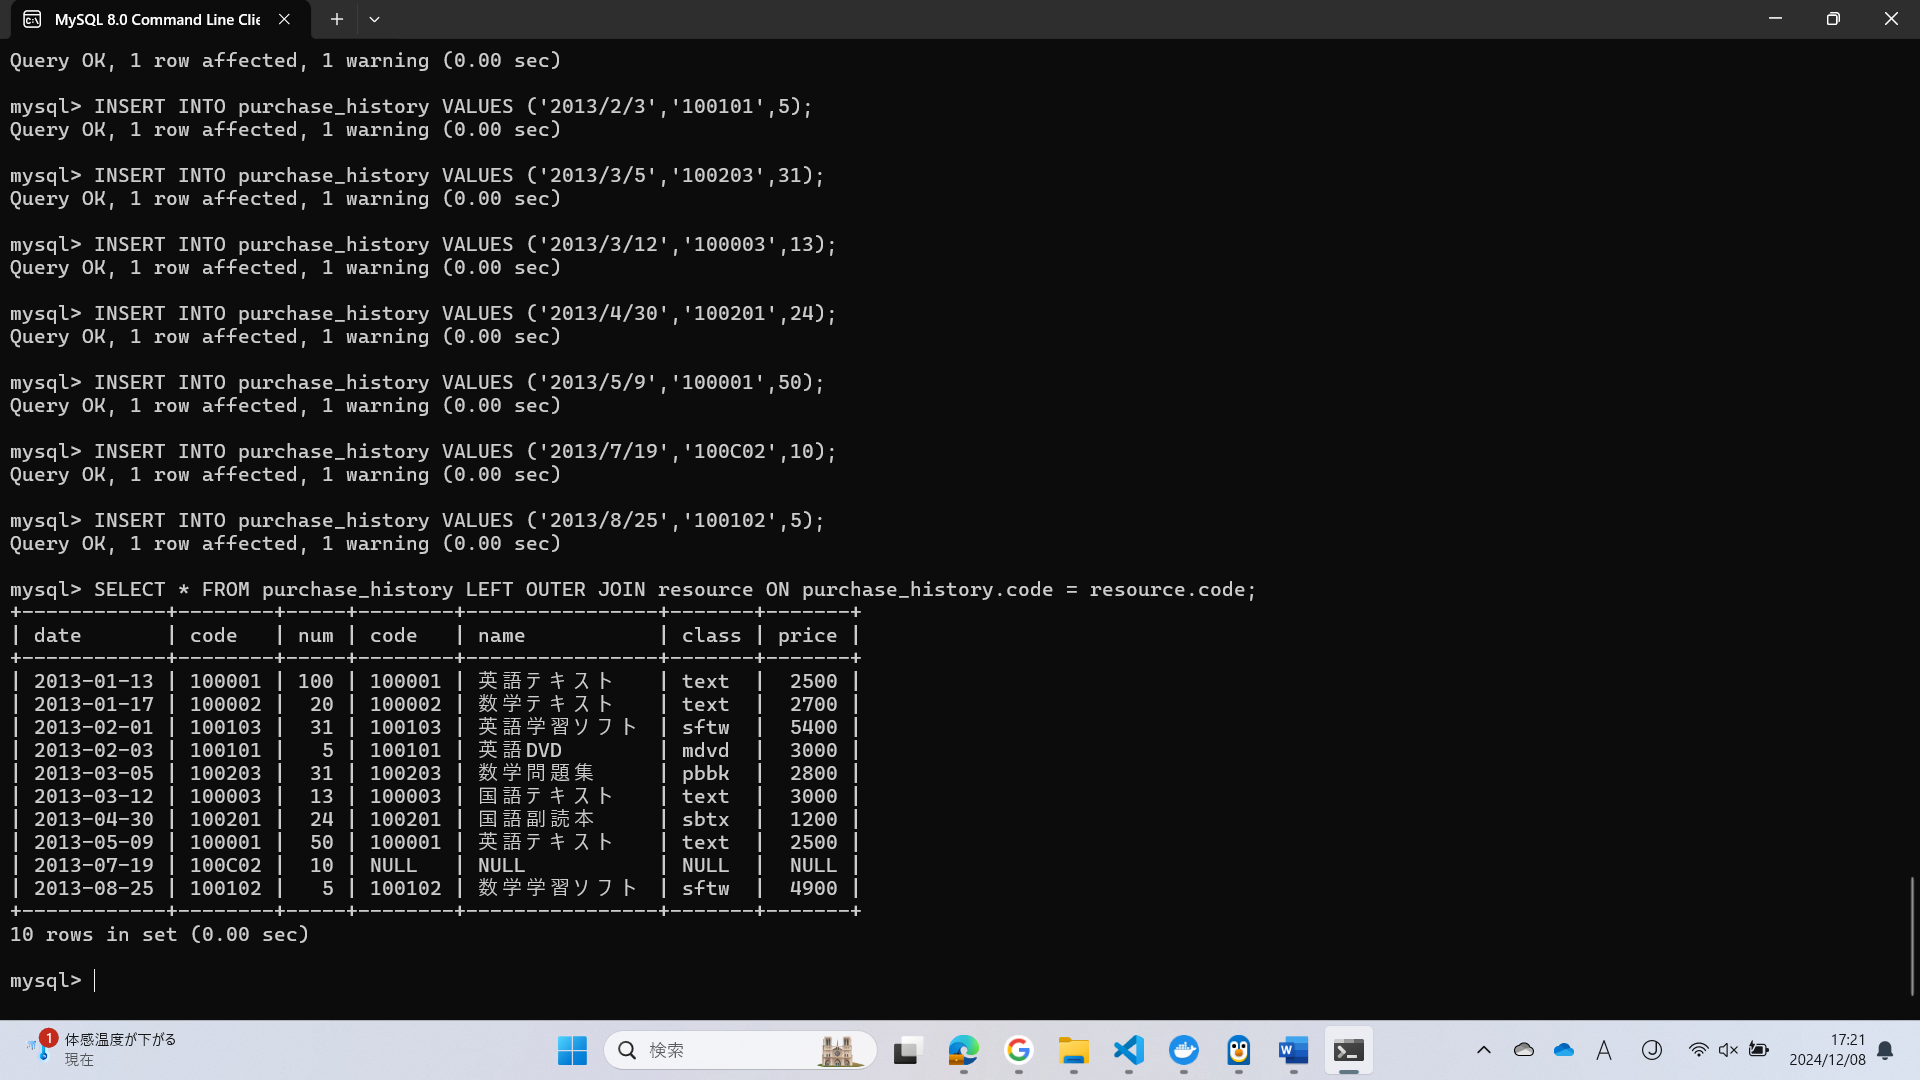 MySQL 8.0 Command Line Clie
Query OK, 1 row affected, 1 warning (0.00 sec)
mysql> INSERT INTO purchase_history VALUES ('2013/2/3','100101',5);
Query OK, 1 row affected, 1 warning (0.00 sec)
mysql> INSERT INTO purchase_history VALUES ('2013/3/5','100203',31);
Query OK, 1 row affected, 1 warning (0.00 sec)
mysql> INSERT INTO purchase_history VALUES ('2013/3/12','100003',13);
Query OK, 1 row affected, 1 warning (0.00 sec)
mysql> INSERT INTO purchase_history VALUES ('2013/4/30','100201',24);
Query OK, 1 row affected, 1 warning (0.00 sec)
mysql> INSERT INTO purchase_history VALUES ('2013/5/9','100001',50);
Query OK, 1 row affected, 1 warning (0.00 sec)
mysql> INSERT INTO purchase_history VALUES ('2013/7/19','100C02',10);
Query OK, 1 row affected, 1 warning (0.00 sec)
mysql> INSERT INTO purchase_history VALUES ('2013/8/25','100102',5);
Query OK, 1 row affected, 1 warning (0.00 sec)
mysql> SELECT * FROM purchase_history LEFT OUTER JOIN resource ON purchase_history.code = resource.code;
+------------+--------+-----+--------+----------------+-------+-------+
| date       | code   | num | code   | name           | class | price |
+------------+--------+-----+--------+----------------+-------+-------+
| 2013-01-13 | 100001 | 100 | 100001 | 英語テキスト | text | 2500 |
| 2013-01-17 | 100002 | 20 | 100002 | 数学テキスト | text | 2700 |
| 2013-02-01 | 100103 | 31 | 100103 | 英語学習ソフト | sftw | 5400 |
| 2013-02-03 | 100101 | 5 | 100101 | 英語DVD | mdvd | 3000 |
| 2013-03-05 | 100203 | 31 | 100203 | 数学問題集 | pbbk | 2800 |
| 2013-03-12 | 100003 | 13 | 100003 | 国語テキスト | text | 3000 |
| 2013-04-30 | 100201 | 24 | 100201 | 国語副読本 | sbtx | 1200 |
| 2013-05-09 | 100001 | 50 | 100001 | 英語テキスト | text | 2500 |
| 2013-07-19 | 100C02 | 10 | NULL | NULL | NULL | NULL |
| 2013-08-25 | 100102 | 5 | 100102 | 数学学習ソフト | sftw | 4900 |
+------------+--------+-----+--------+----------------+-------+-------+
10 rows in set (0.00 sec)
mysql>
1
体感温度が下がる
現在
検索
A
J
17:21
2024/12/08